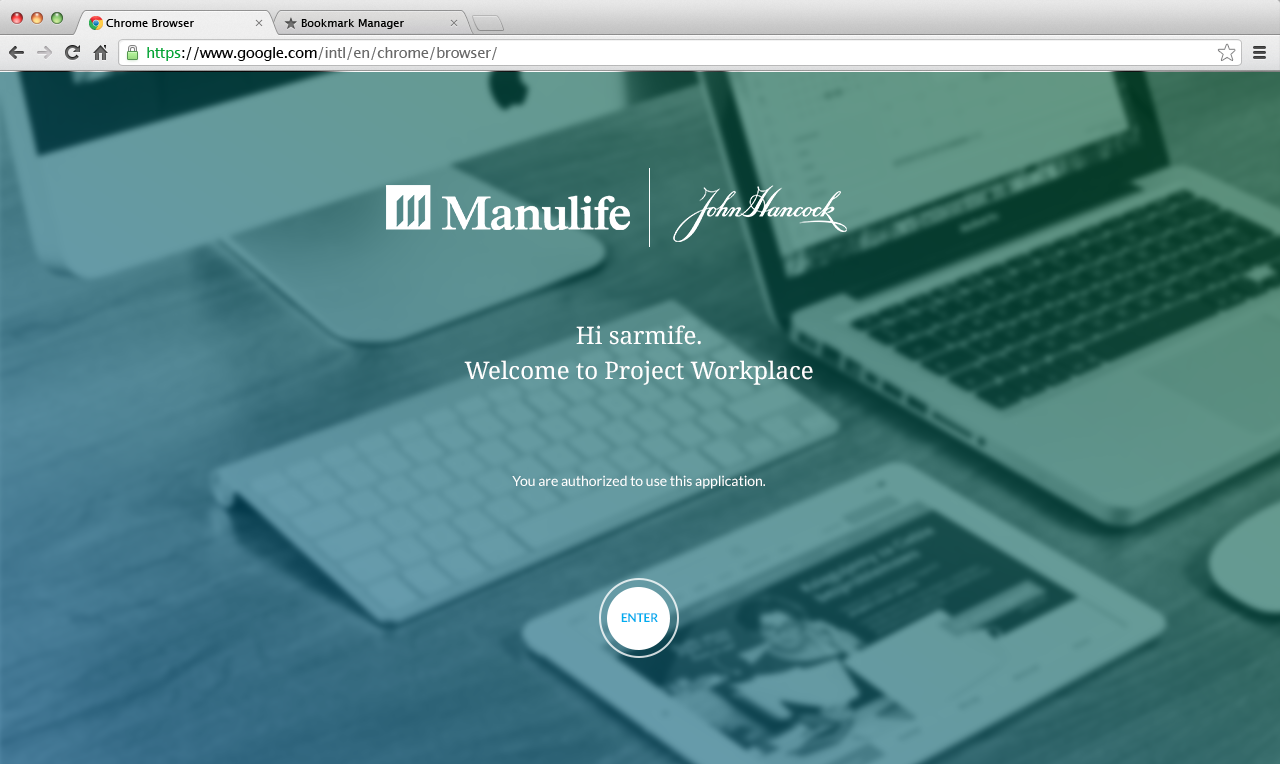 Chrome Browser
Bookmark Manager
https://www.google.com/intl/en/chrome/browser/
Manulife
John Hancock
Hi sarmife.
Welcome to Project Workplace
You are authorized to use this application.
ENTER